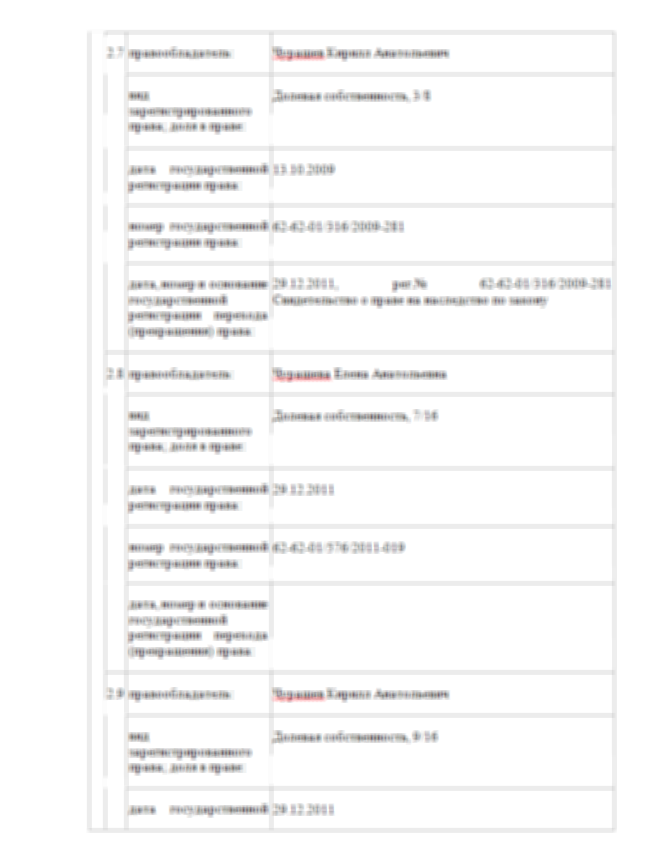 2.7 правообладатель: Чурашев Кирилл Анатольевич
вид Долевая собственность, 3/8
зарегистрированного
права, доля в праве:
дата государственной 13.10.2009
регистрации права:
номер государственной 62-62-01/316/2009-281
регистрации права:
дата, номер и основание 29.12.2011, рег.№ 62-62-01/316/2009-281
государственной Свидетельство о праве на наследство по закону
регистрации перехода
(прекращения) права:
2.8 правообладатель: Елена Анатольевна
вид Долевая собственность, 7/16
зарегистрированного
права, доля в праве:
дата государственной 29.12.2011
регистрации права:
номер государственной 62-62-01/576/2011-019
регистрации права:
дата, номер и основание
государственной
регистрации перехода
(прекращения) права:
2.9 правообладатель: Кирилл Анатольевич
вид Долевая собственность, 9/16
зарегистрированного
права, доля в праве:
дата государственной 29.12.2011